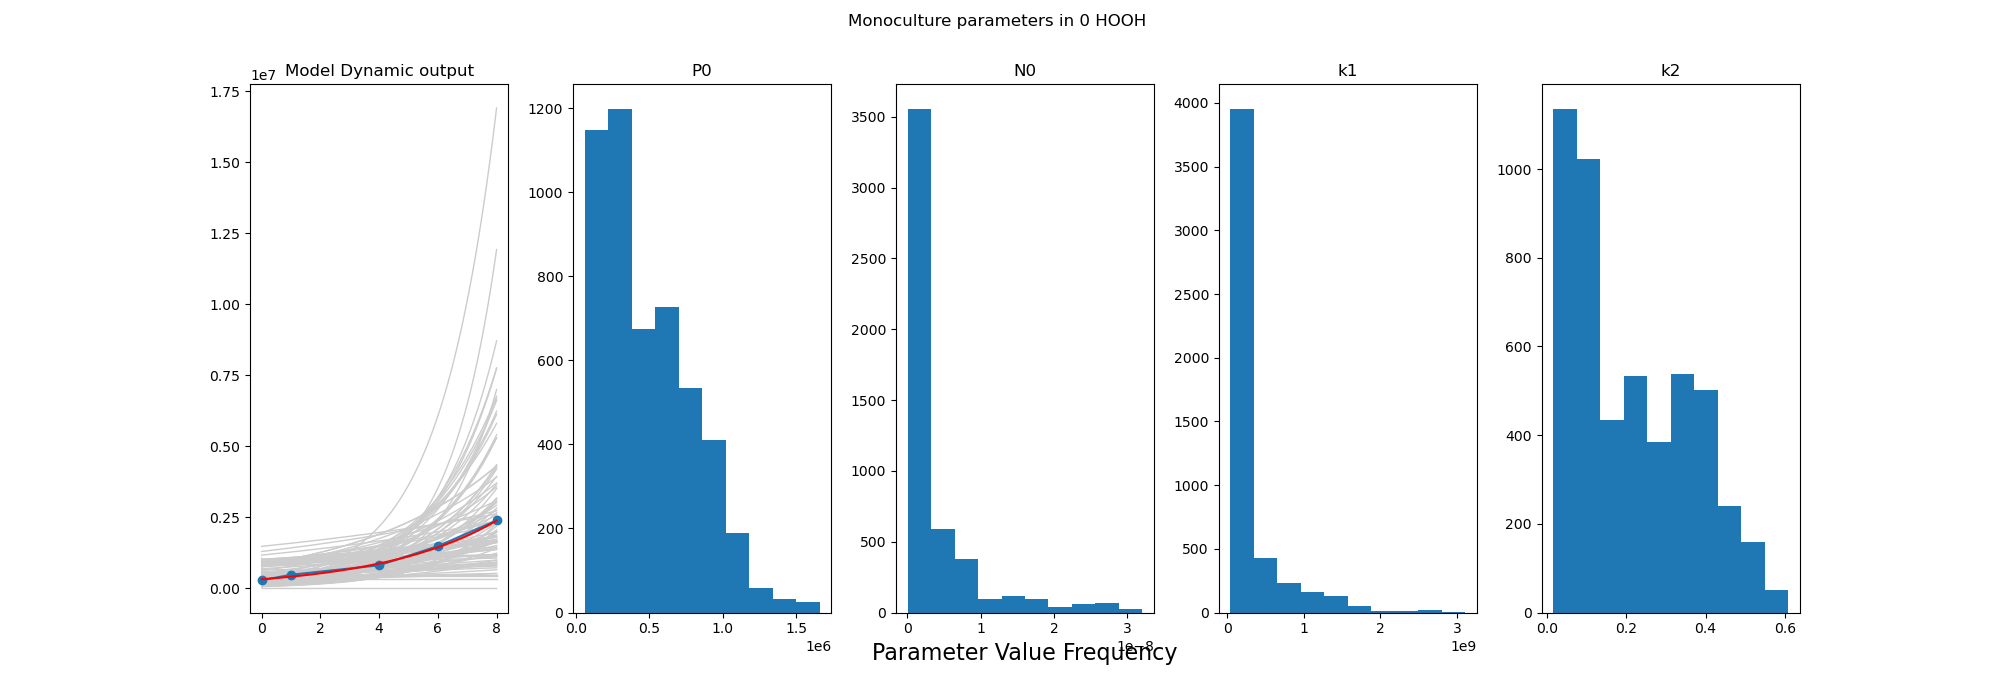 Monoculture parameters in 0 HOOH
Model Dynamic output
P0
N0
k1
k2
1e7
1.75
1.50
1.25
1.00
0.75
0.50
0.25
0.00
0 2 4 6 8
1200
1000
800
600
400
200
0
0.0 0.5 1.0 1.5
1e6
3500
3000
2500
2000
1500
1000
500
0
0 1 2 3
1e−8
4000
3500
3000
2500
2000
1500
1000
500
0
0 1 2 3
1e9
1000
800
600
400
200
0
0.0 0.2 0.4 0.6
Parameter Value Frequency